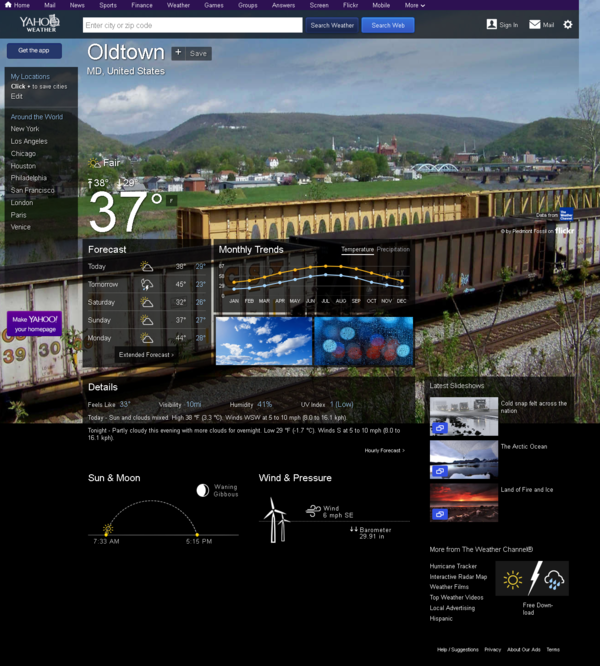 Home Mail News Sports Finance Weather Games Groups Answers Screen Flickr Mobile More
YAHOO!
WEATHER
Enter city or zip code
Search Weather
Search Web
Sign In
Mail
Get the app
Oldtown
+ Save
MD, United States
My Locations
Click + to save cities
Edit
Around the World
New York
Los Angeles
Chicago
Houston
Philadelphia
San Francisco
London
Paris
Venice
Fair
38° 29°
37°
F
Data from The Weather Channel
© by Piedmont Fossil on flickr
Make YAHOO!
your homepage
Forecast
Today 38° 29°
Tomorrow 45° 23°
Saturday 32° 26°
Sunday 37° 27°
Monday 44° 29°
Extended Forecast
Monthly Trends
Temperature Precipitation
87
58
29
0
JAN FEB MAR APR MAY JUN JUL AUG SEP OCT NOV DEC
Details
Feels Like 33° Visibility 10mi Humidity 41% UV Index 1 (Low)
Today - Sun and clouds mixed. High 38 °F (3.3 °C). Winds WSW at 5 to 10 mph (8.0 to 16.1 kph).
Tonight - Partly cloudy this evening with more clouds for overnight. Low 29 °F (-1.7 °C). Winds S at 5 to 10 mph (8.0 to
16.1 kph).
Hourly Forecast
Sun & Moon
Waning
Gibbous
7:33 AM
5:15 PM
Wind & Pressure
Wind
6 mph SE
Barometer
29.91 in
Latest Slideshows
Cold snap felt across the
nation
The Arctic Ocean
Land of Fire and Ice
More from The Weather Channel®
Hurricane Tracker
Interactive Radar Map
Weather Films
Top Weather Videos
Local Advertising
Hispanic
Free Down-
load
Help / Suggestions Privacy About Our Ads Terms